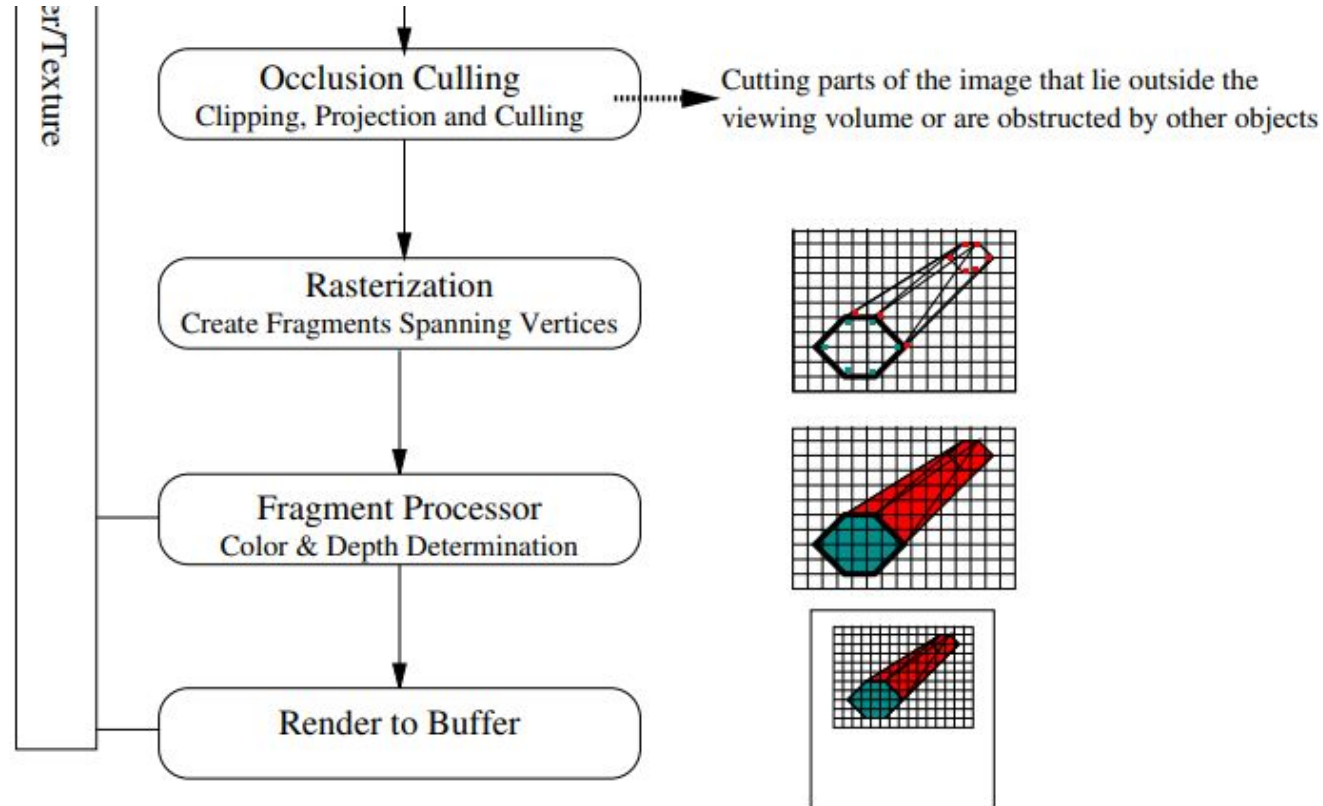 er/Texture
Occlusion Culling
Clipping, Projection and Culling
Cutting parts of the image that lie outside the
viewing volume or are obstructed by other objects
Rasterization
Create Fragments Spanning Vertices
Fragment Processor
Color & Depth Determination
Render to Buffer